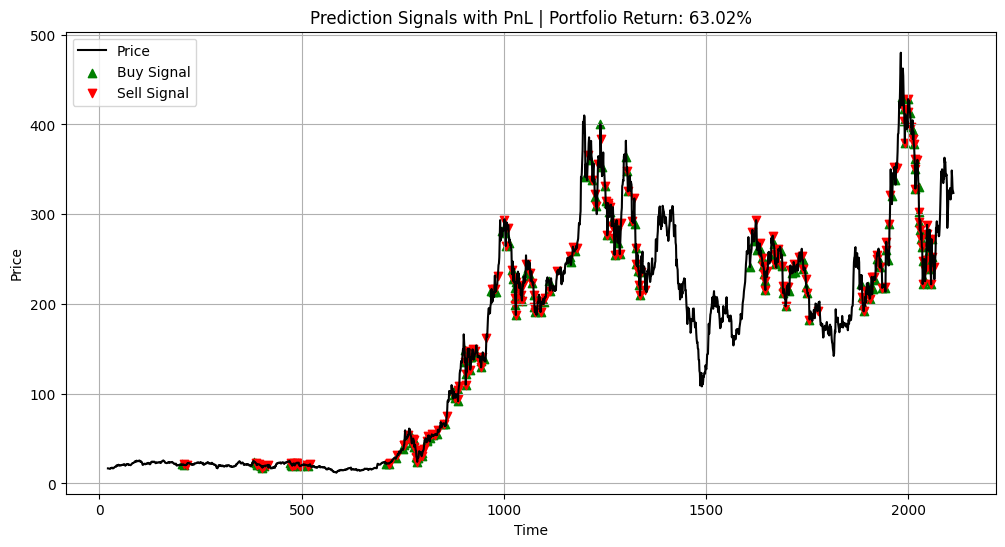 Prediction Signals with PnL | Portfolio Return: 63.02%
Price
Buy Signal
Sell Signal
500
400
300
200
100
0
Price
0
500
1000
1500
2000
Time